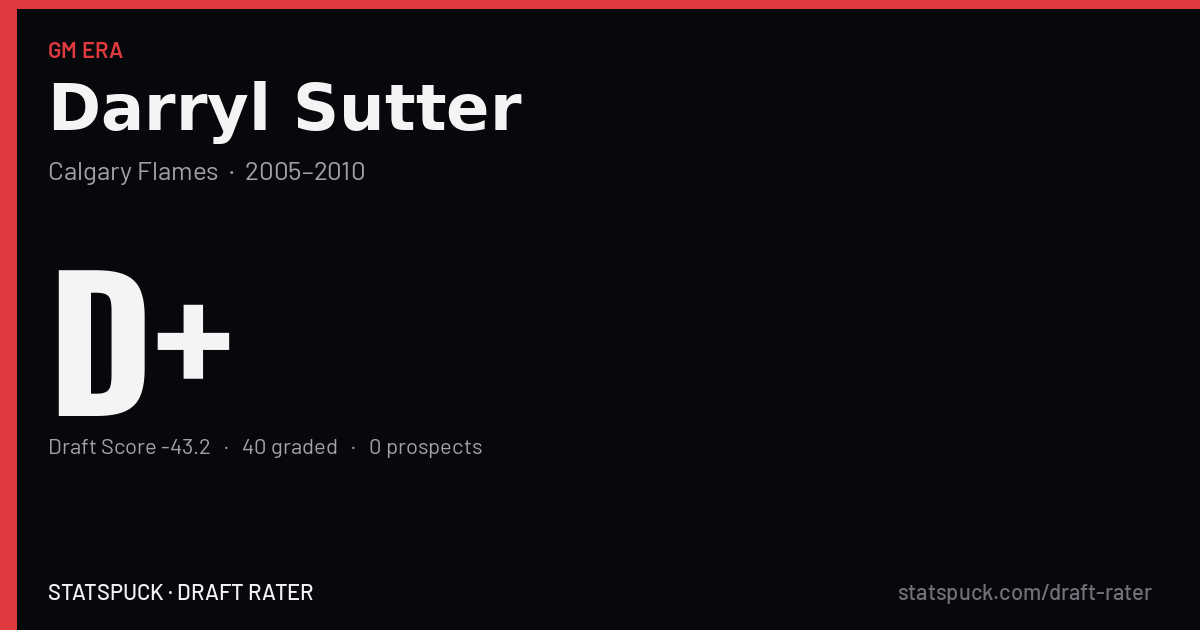 GM ERA
Darryl Sutter
Calgary Flames · 2005–2010
D+
Draft Score -43.2 · 40 graded · 0 prospects
STATSPUCK · DRAFT RATER
statspuck.com/draft-rater